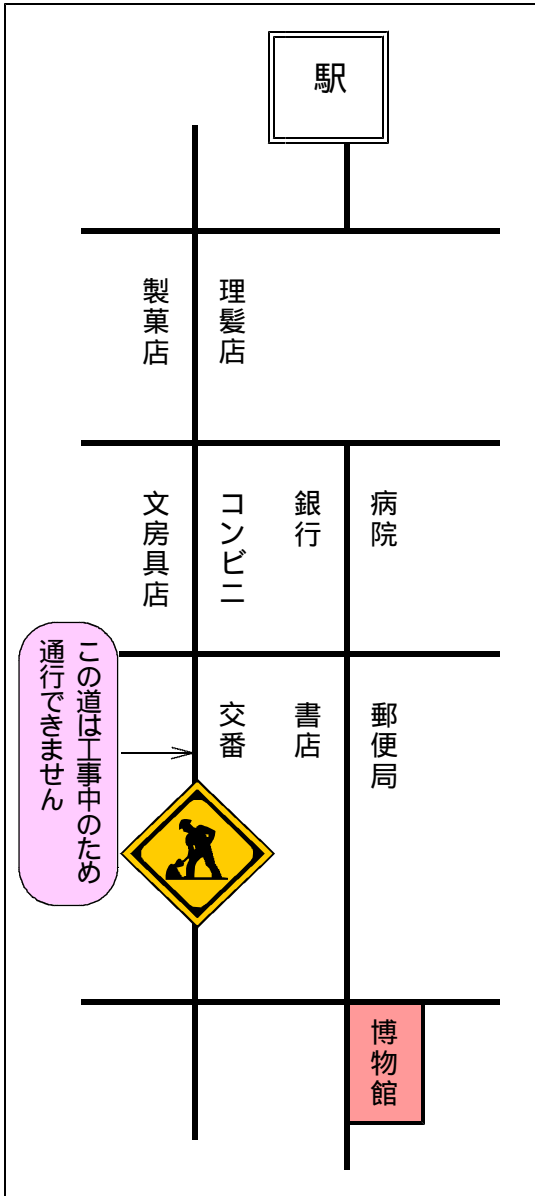 駅
製菓店
理髪店
文房具店
コンビニ
銀行
病院
この道は工事中のため
通行できません
交番
書店
郵便局
博物館